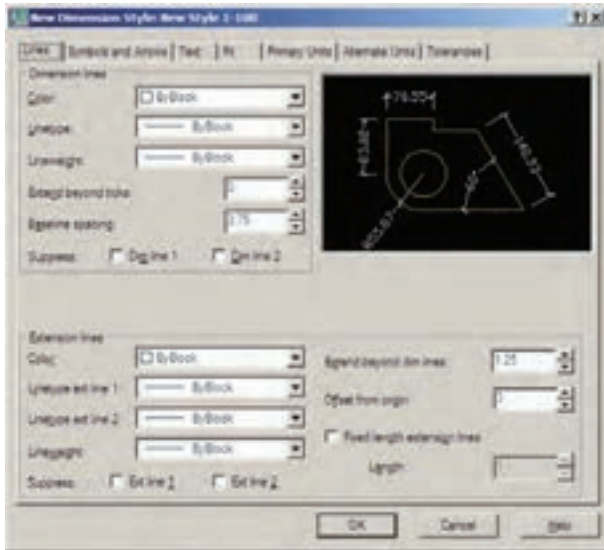 New Dimension Style: New Style 1-100
Lines Symbols and Arrows Text Fit Primary Units Alternate Units Tolerances
Dimension lines
Color: ByBlock
Linetype: ByBlock
Lineweight: ByBlock
Extend beyond ticks:
Baseline spacing: 3.75
Suppress: Dim line 1 Dim line 2
Extension lines
Color: ByBlock
Linetype ext line 1: ByBlock
Linetype ext line 2: ByBlock
Lineweight: ByBlock
Suppress: Ext line 1 Ext line 2
Extend beyond dim lines: 1.25
Offset from origin:
Fixed length extension lines
Length:
OK Cancel Help